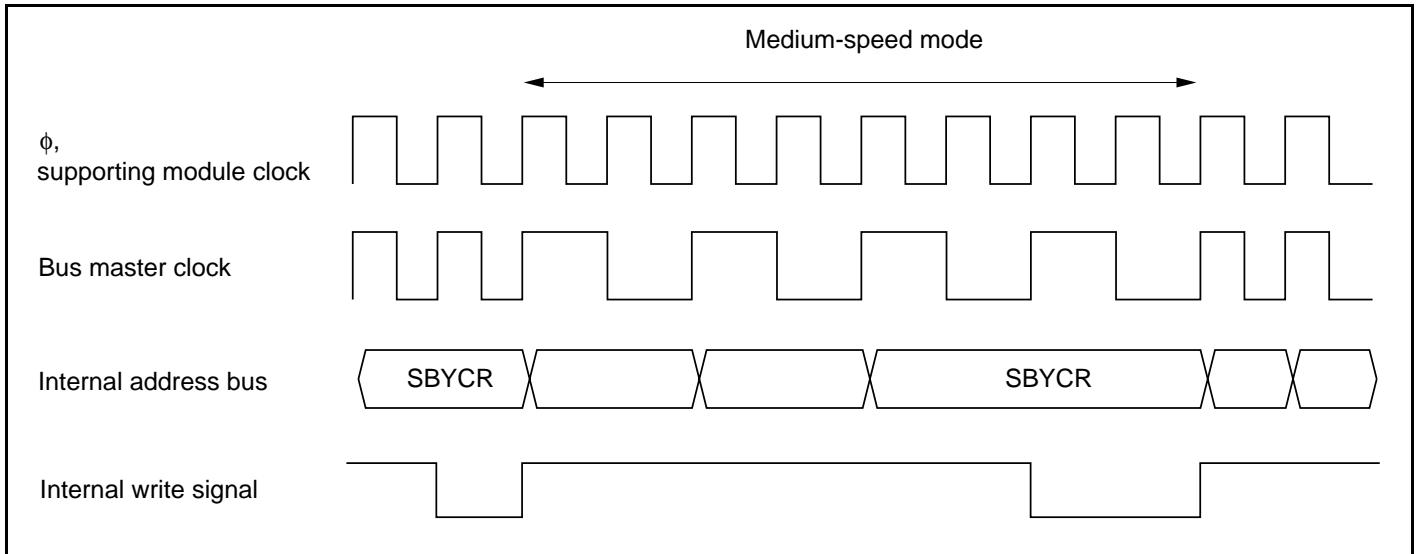 Medium-speed mode
ϕ,
supporting module clock
Bus master clock
Internal address bus
SBYCR
SBYCR
Internal write signal